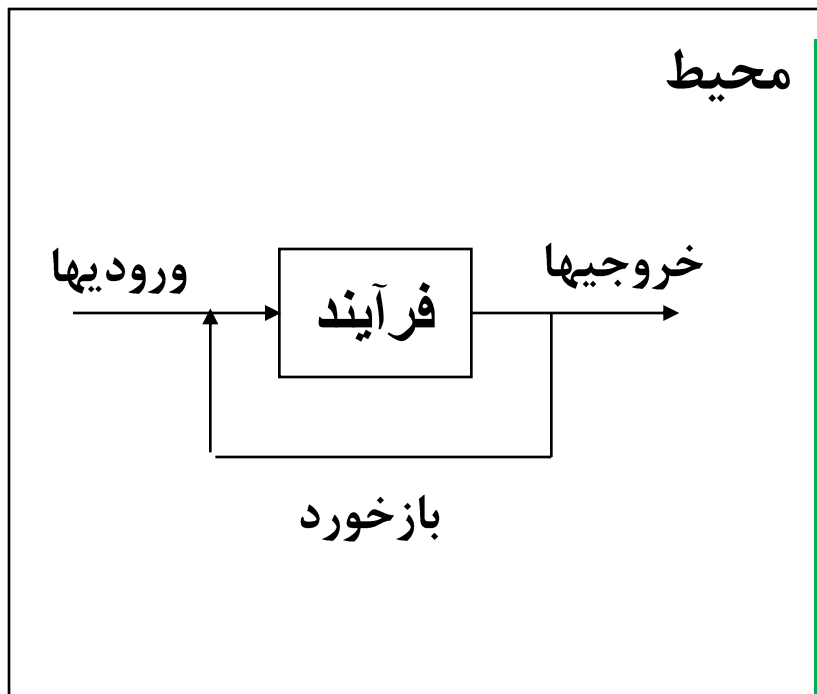 محیط
ورودیها
خروجیها
فرآیند
بازخورد